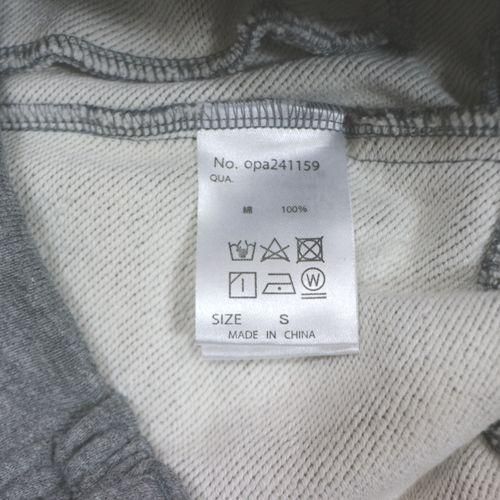 No. opa241159
QUA.
綿 100%
W
SIZE S
MADE IN CHINA